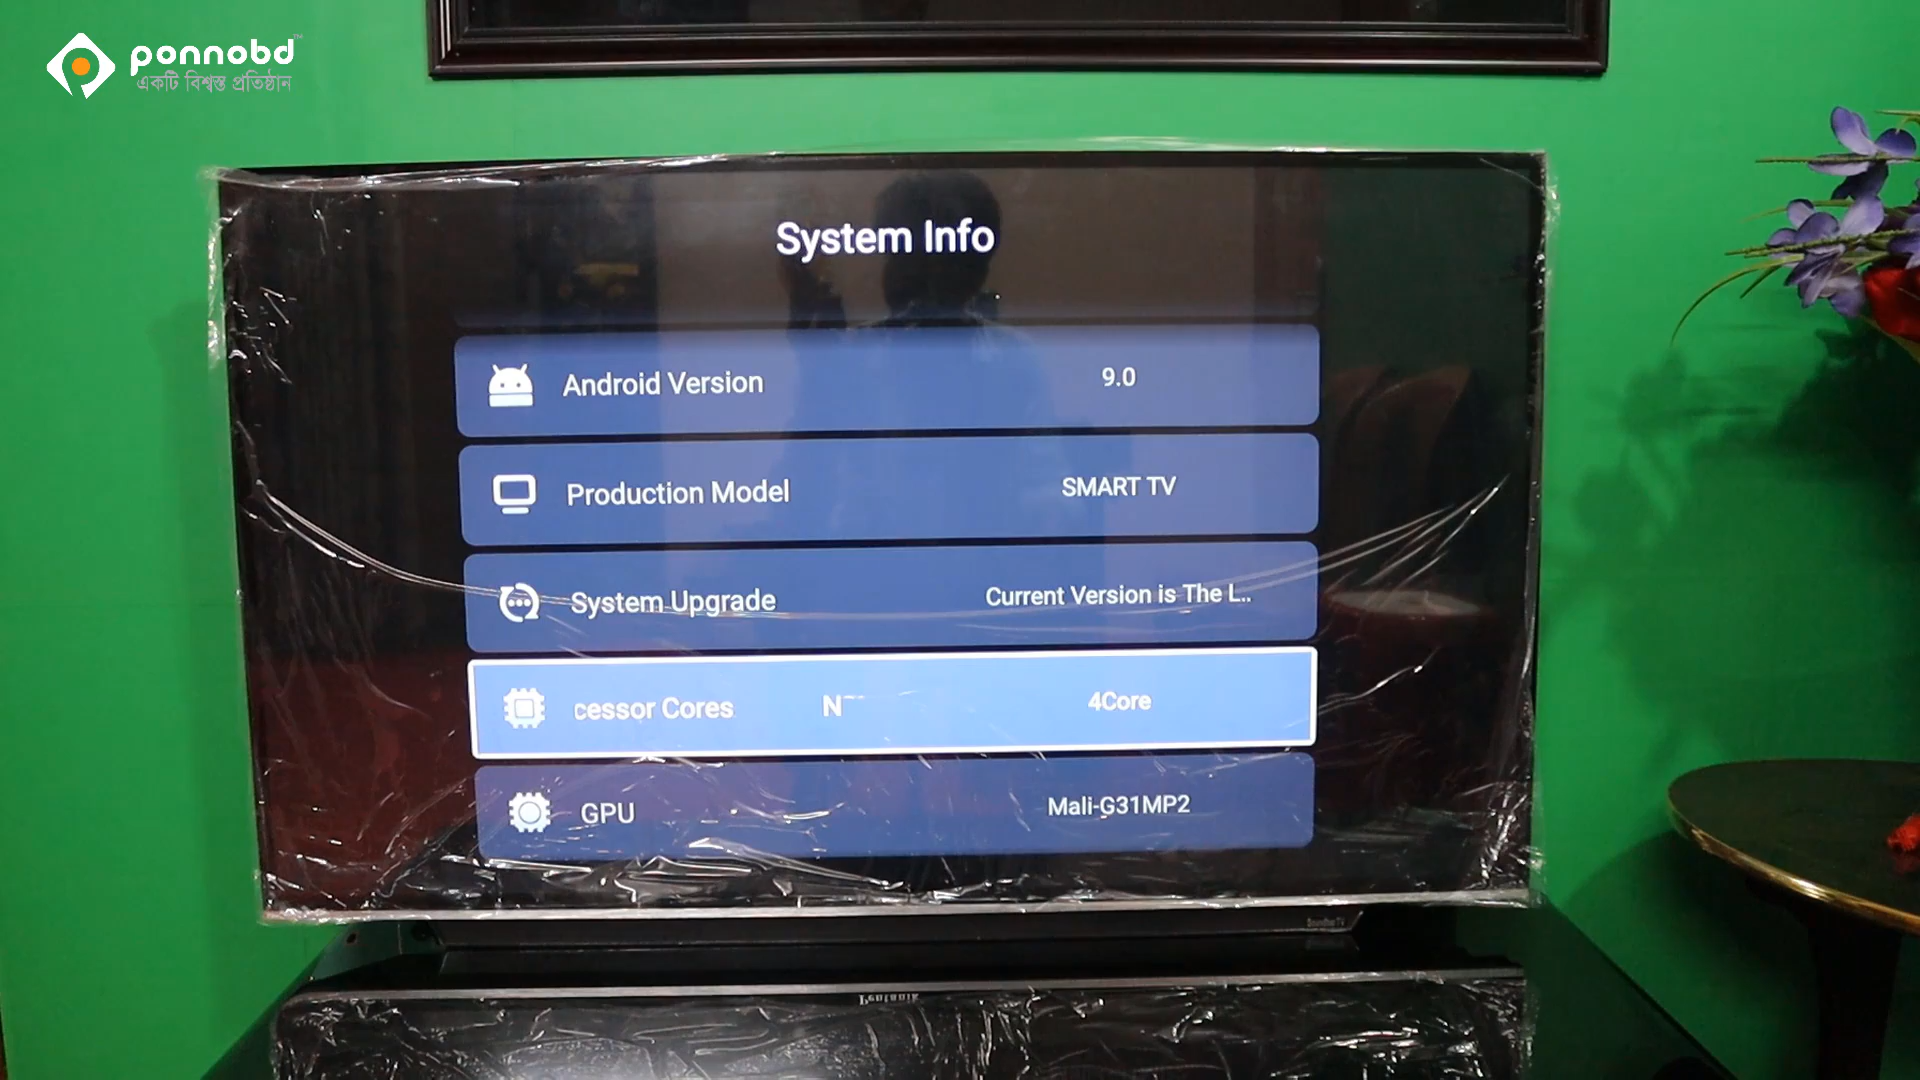 ponnobd™
একটি বিশ্বস্ত প্রতিষ্ঠান
System Info
Android Version 9.0
Production Model SMART TV
System Upgrade Current Version is The L..
cessor Cores N 4Core
GPU Mali-G31MP2